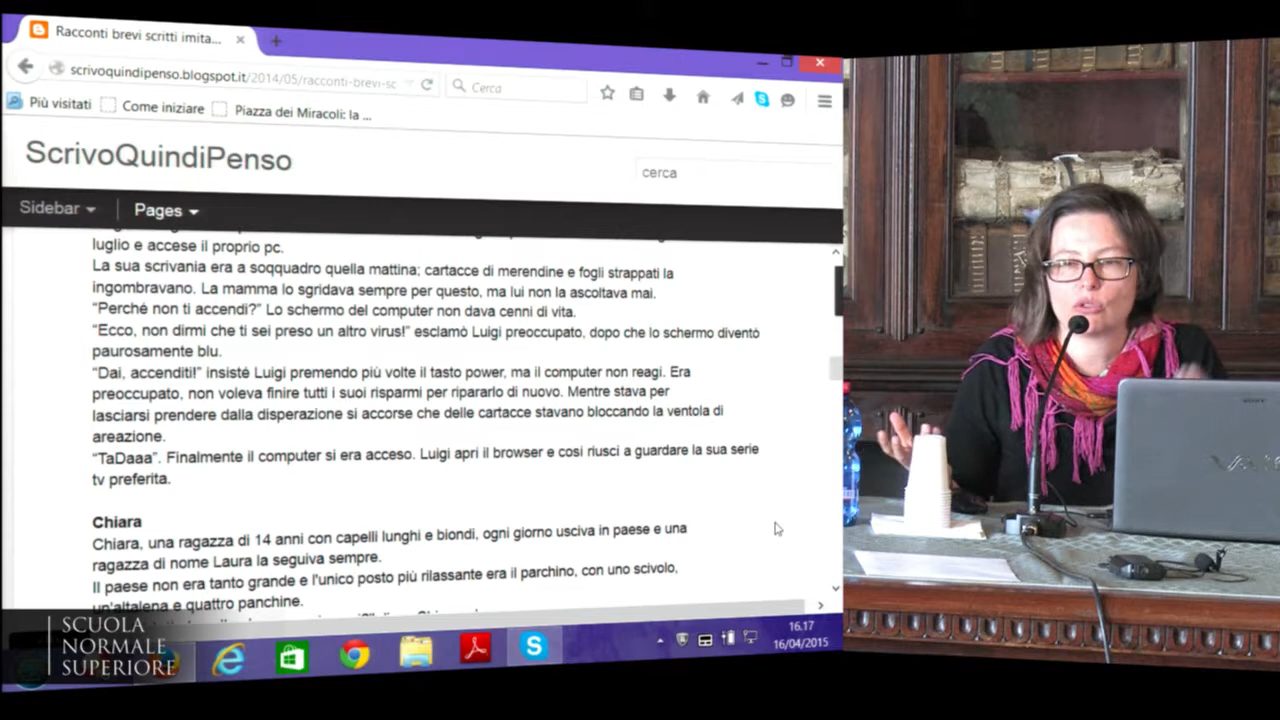 Racconti brevi scritti imita...
scrivoquindipenso.blogspot.it/2014/05/racconti-brevi-sc
Cerca
Più visitati
Come iniziare
Piazza dei Miracoli: la ...
ScrivoQuindiPenso
cerca
Sidebar
Pages
luglio e accese il proprio pc.
La sua scrivania era a soqquadro quella mattina; cartacce di merendine e fogli strappati la
ingombravano. La mamma lo sgridava sempre per questo, ma lui non la ascoltava mai.
“Perché non ti accendi?” Lo schermo del computer non dava cenni di vita.
“Ecco, non dirmi che ti sei preso un altro virus!” esclamò Luigi preoccupato, dopo che lo schermo diventò
paurosamente blu.
“Dai, accenditi!” insisté Luigi premendo più volte il tasto power, ma il computer non reagì. Era
preoccupato, non voleva finire tutti i suoi risparmi per ripararlo di nuovo. Mentre stava per
lasciarsi prendere dalla disperazione si accorse che delle cartacce stavano bloccando la ventola di
areazione.
“TaDaaa”. Finalmente il computer si era acceso. Luigi aprì il browser e così riuscì a guardare la sua serie
tv preferita.
Chiara
Chiara, una ragazza di 14 anni con capelli lunghi e biondi, ogni giorno usciva in paese e una
ragazza di nome Laura la seguiva sempre.
Il paese non era tanto grande e l'unico posto più rilassante era il parchino, con uno scivolo,
un'altalena e quattro panchine.
SCUOLA
NORMALE
SUPERIORE
16.17
16/04/2015
SONY
VAIO